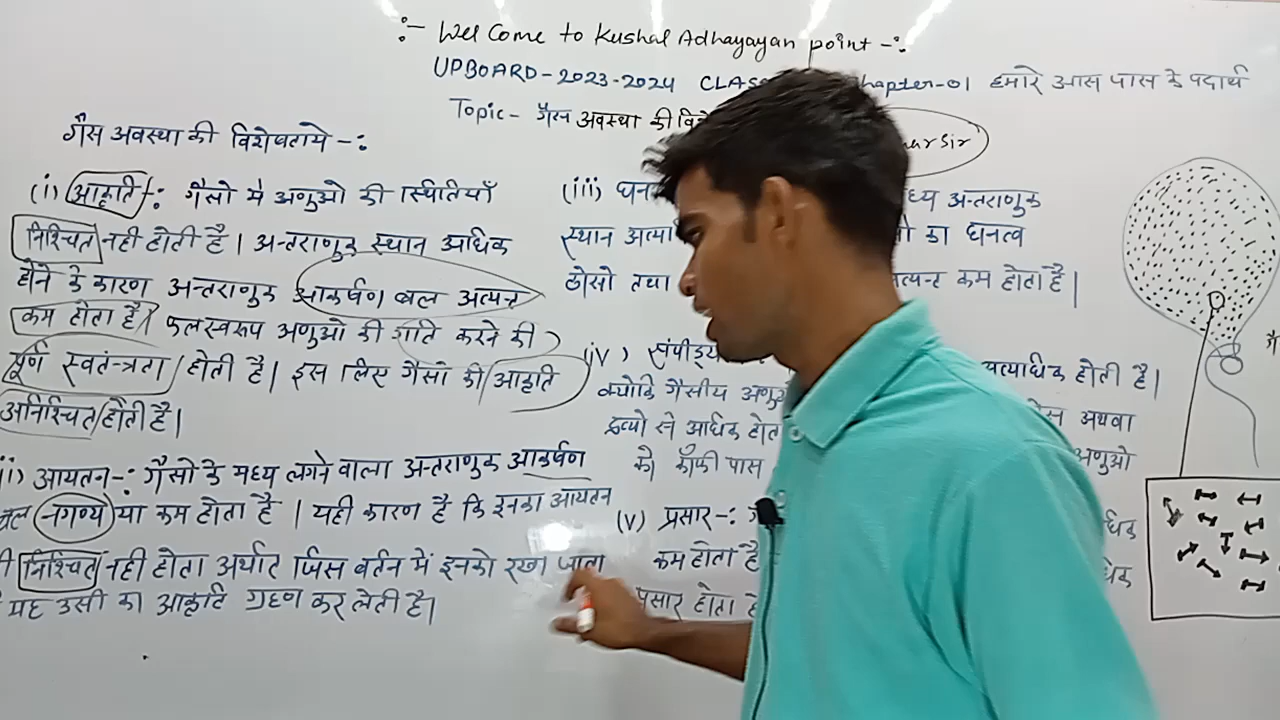 :- Wel Come to Kushal Adhayayan point -:
UPBOARD-2023-2024 CLAS hapter-01 हमारे आस पास के पदार्थ
Topic- गैस अवस्था की विशे
ar Sir
गैस अवस्था की विशेषताये -:
(i) आकृति -: गैसो मे अणुओ की स्थितियाँ
निश्चित नही होती है। अन्तराणुक स्थान अधिक
होने के कारण अन्तराणुक आकर्षण बल अत्यन्त
कम होता है। फलस्वरूप अणुओ की गति करने की
पूर्ण स्वतन्त्रता होती है। इस लिए गैसो की आकृति
अनिश्चित होती है।
ii) आयतन -: गैसो के मध्य लगने वाला अन्तराणुक आकर्षण
बल नगण्य या कम होता है । यही कारण है कि इनका आयतन
निश्चित नही होता अर्थात जिस बर्तन में इनको रखा जाता
यह उसी का आकृति ग्रहण कर लेती है।
(iii) घन ध्य अन्तराणुक
स्थान अत्या ो का घनत्व
ठोसो तथा त्यन्त कम होता है।
(iv) संपीड्य त्यधिक होती है।
क्योकि गैसीय अणु अथवा
द्रव्यो से अधिक होत अणुओ
को काँफी पास
(v) प्रसार -: धिक
कम होता है िक
प्रसार होता है